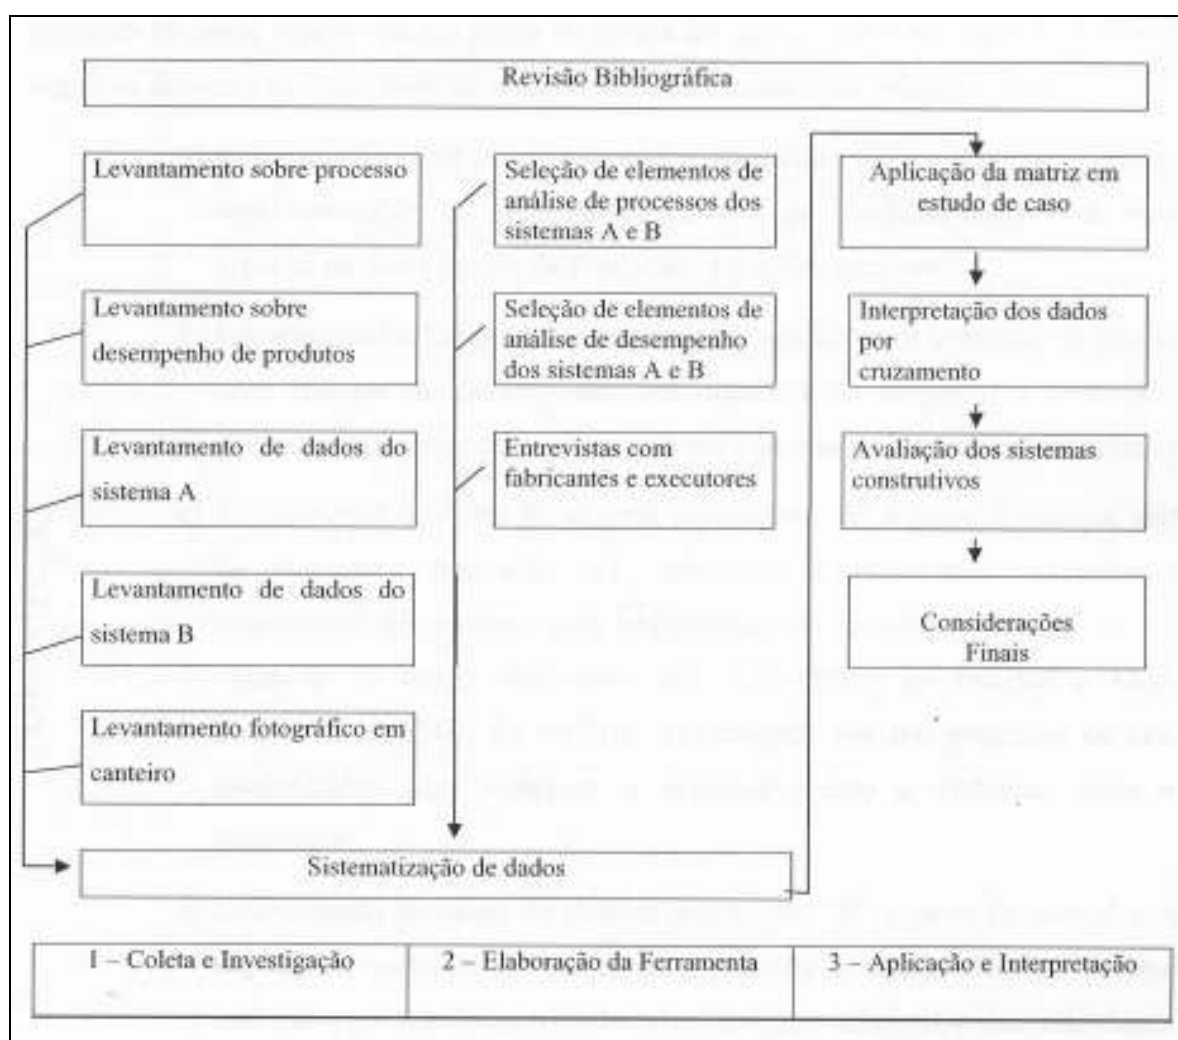 Revisão Bibliográfica
Levantamento sobre processo
Levantamento sobre
desempenho de produtos
Levantamento de dados do
sistema A
Levantamento de dados do
sistema B
Levantamento fotográfico em
canteiro
Seleção de elementos de
análise de processos dos
sistemas A e B
Seleção de elementos de
análise de desempenho
dos sistemas A e B
Entrevistas com
fabricantes e executores
Sistematização de dados
Aplicação da matriz em
estudo de caso
Interpretação dos dados
por
cruzamento
Avaliação dos sistemas
construtivos
Considerações
Finais
1 – Coleta e Investigação
2 – Elaboração da Ferramenta
3 – Aplicação e Interpretação